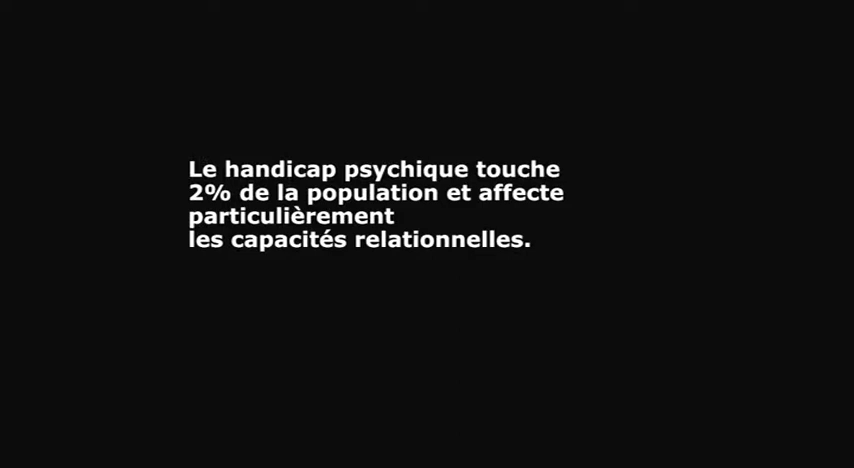 Le handicap psychique touche
2% de la population et affecte
particulièrement
les capacités relationnelles.